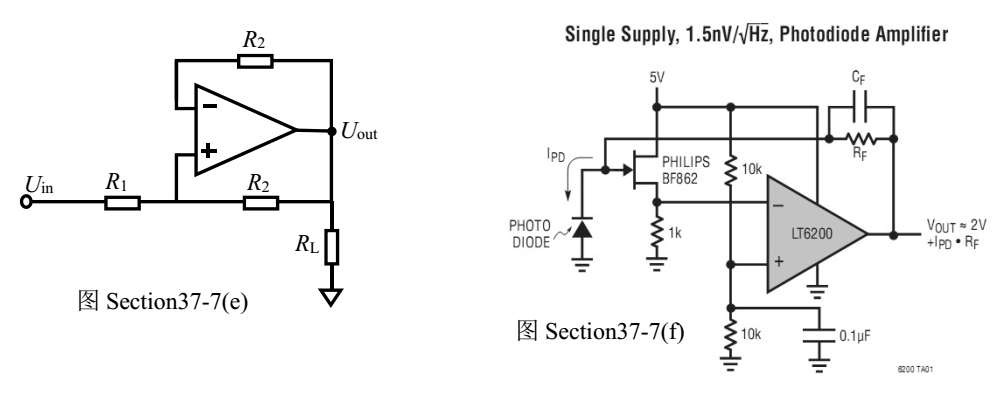 R2
Uout
Uin
R1
R2
RL
图 Section37-7(e)
Single Supply, 1.5nV/√Hz, Photodiode Amplifier
5V
CF
IPD
PHILIPS
BF862
10k
RF
PHOTO
DIODE
1k
−
LT6200
+
VOUT ≈ 2V
+IPD • RF
图 Section37-7(f)
10k
0.1µF
6200 TA01